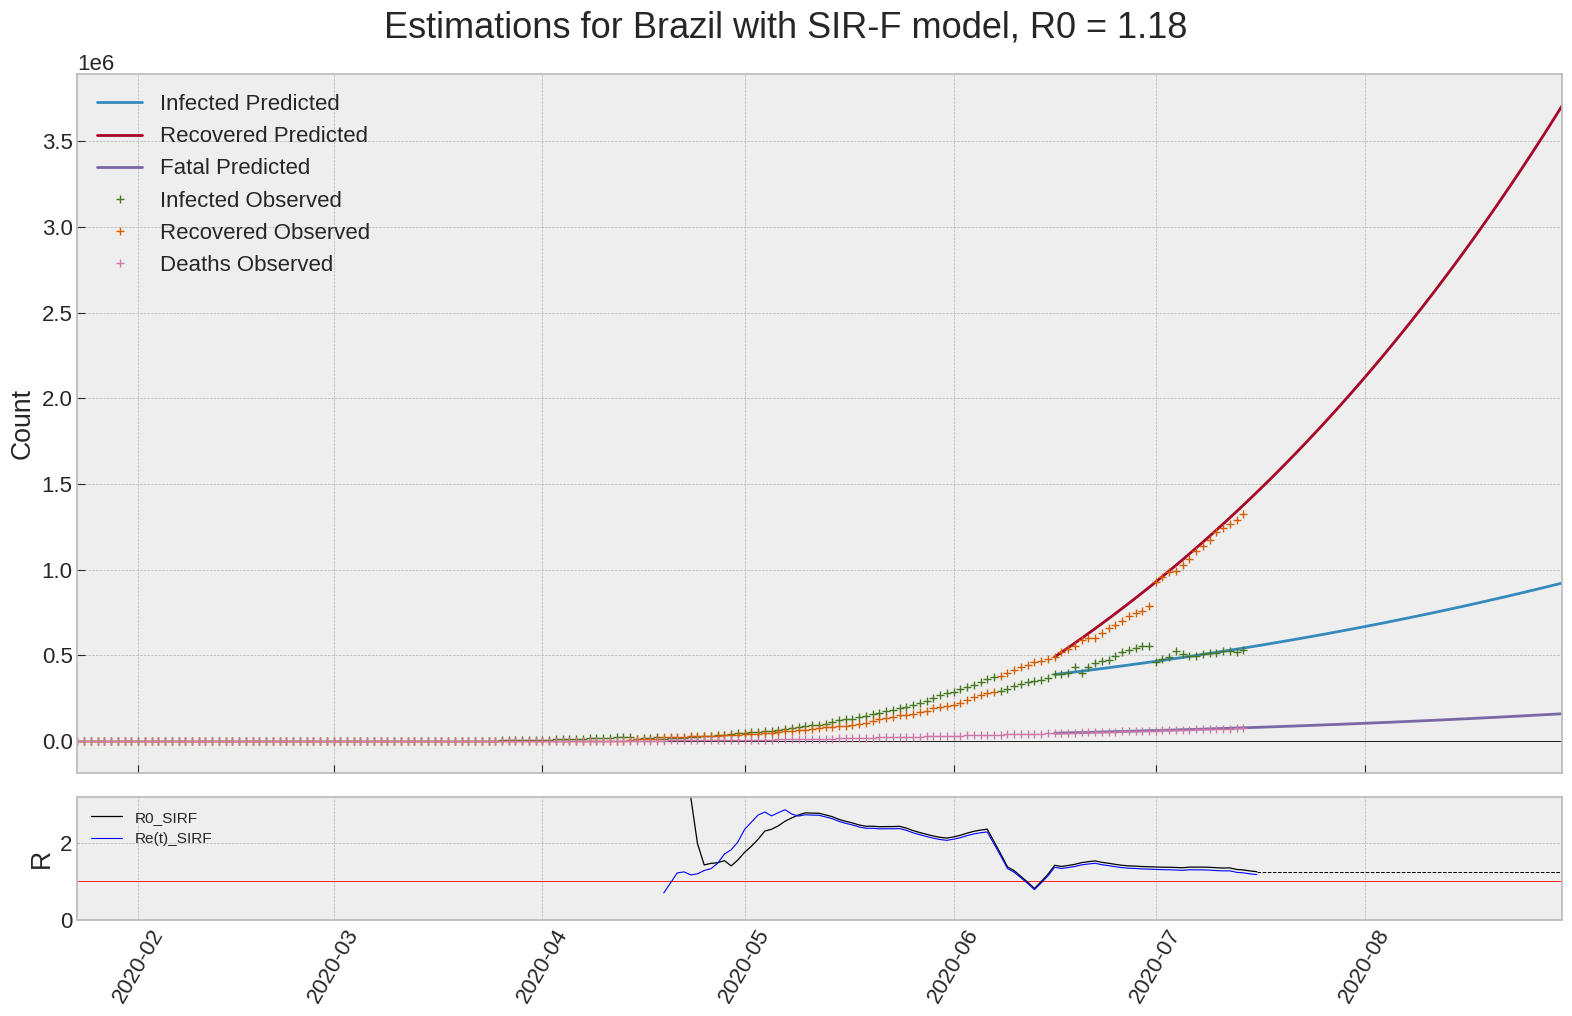 Estimations for Brazil with SIR-F model, R0 = 1.18
1e6
Infected Predicted
Recovered Predicted
Fatal Predicted
Infected Observed
Recovered Observed
Deaths Observed
3.5
3.0
2.5
2.0
1.5
1.0
0.5
0.0
Count
R0_SIRF
Re(t)_SIRF
2
0
R
2020-02
2020-03
2020-04
2020-05
2020-06
2020-07
2020-08